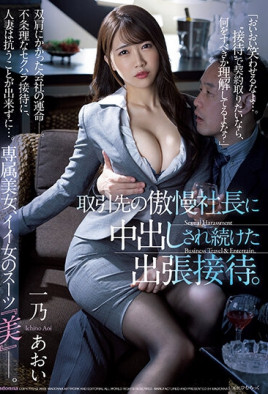 「おいおい笑わせるなよ…
接待で契約取りたいなら、
何をすべきか理解してるよなぁ？」
双肩にかかった会社の運命――
不条理なセクハラ接待に、
人妻は抗うことが出来ずに…
専属美女、イイ女のスーツ『美』――。
取引先の傲慢社長に
Sexual Harassment
中出しされ続けた
Business Travel & Entertain.
出張接待。
一乃あおい
Ichino Aoi